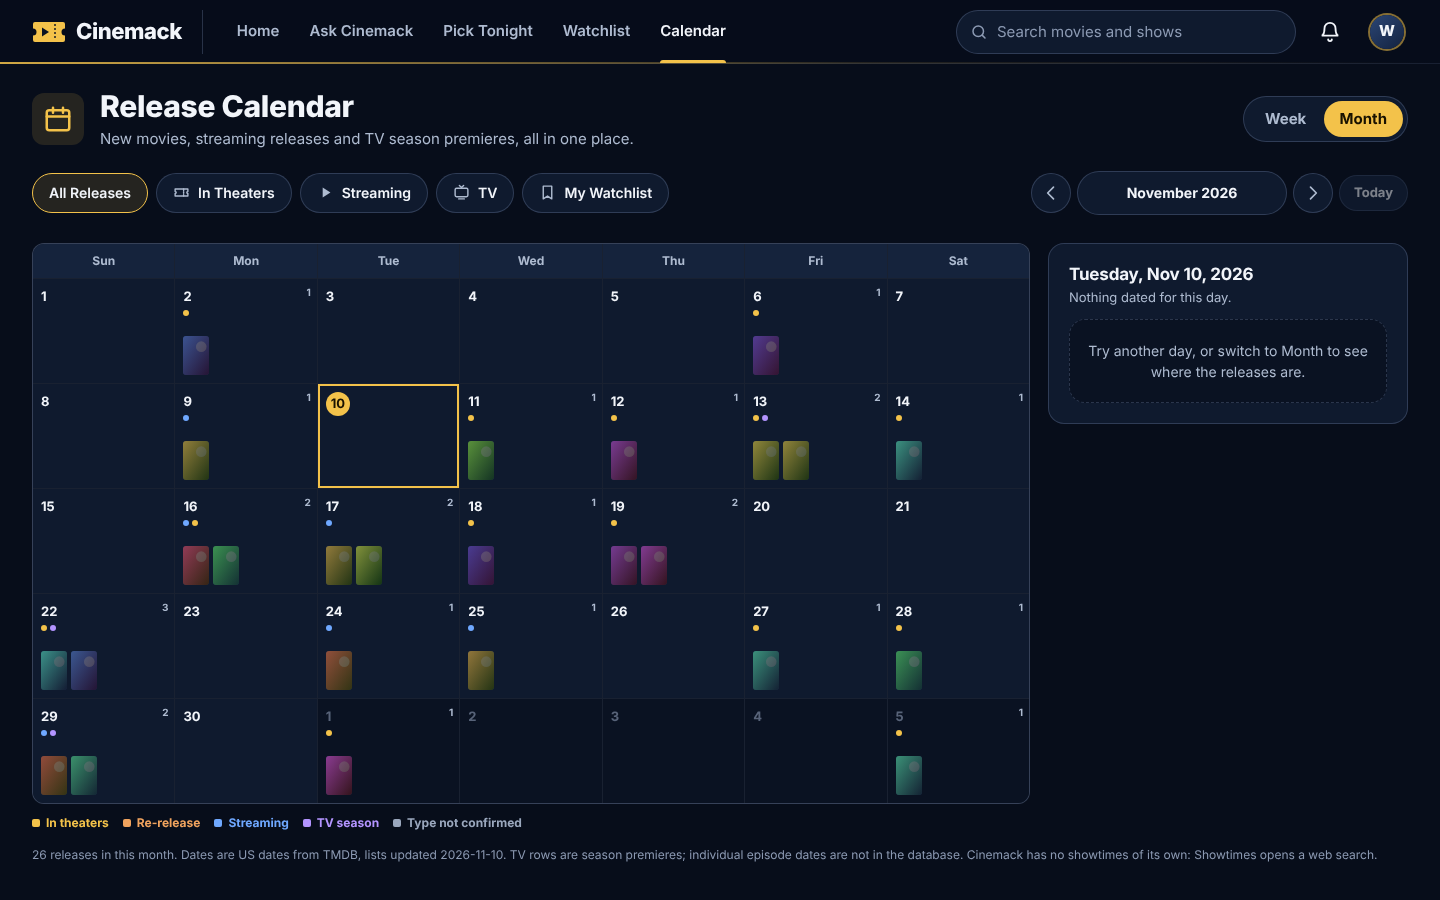 Cinemack
Home
Ask Cinemack
Pick Tonight
Watchlist
Calendar
Search movies and shows
W
Release Calendar
New movies, streaming releases and TV season premieres, all in one place.
Week
Month
All Releases
In Theaters
Streaming
TV
My Watchlist
November 2026
Today
Sun Mon Tue Wed Thu Fri Sat
1 2 1 3 4 5 6 1 7
8 9 1 10 11 1 12 1 13 2 14 1
15 16 2 17 2 18 1 19 2 20 21
22 3 23 24 1 25 1 26 27 1 28 1
29 2 30 1 1 2 3 4 5 1
Tuesday, Nov 10, 2026
Nothing dated for this day.
Try another day, or switch to Month to see
where the releases are.
In theaters
Re-release
Streaming
TV season
Type not confirmed
26 releases in this month. Dates are US dates from TMDB, lists updated 2026-11-10. TV rows are season premieres; individual episode dates are not in the database. Cinemack has no showtimes of its own: Showtimes opens a web search.